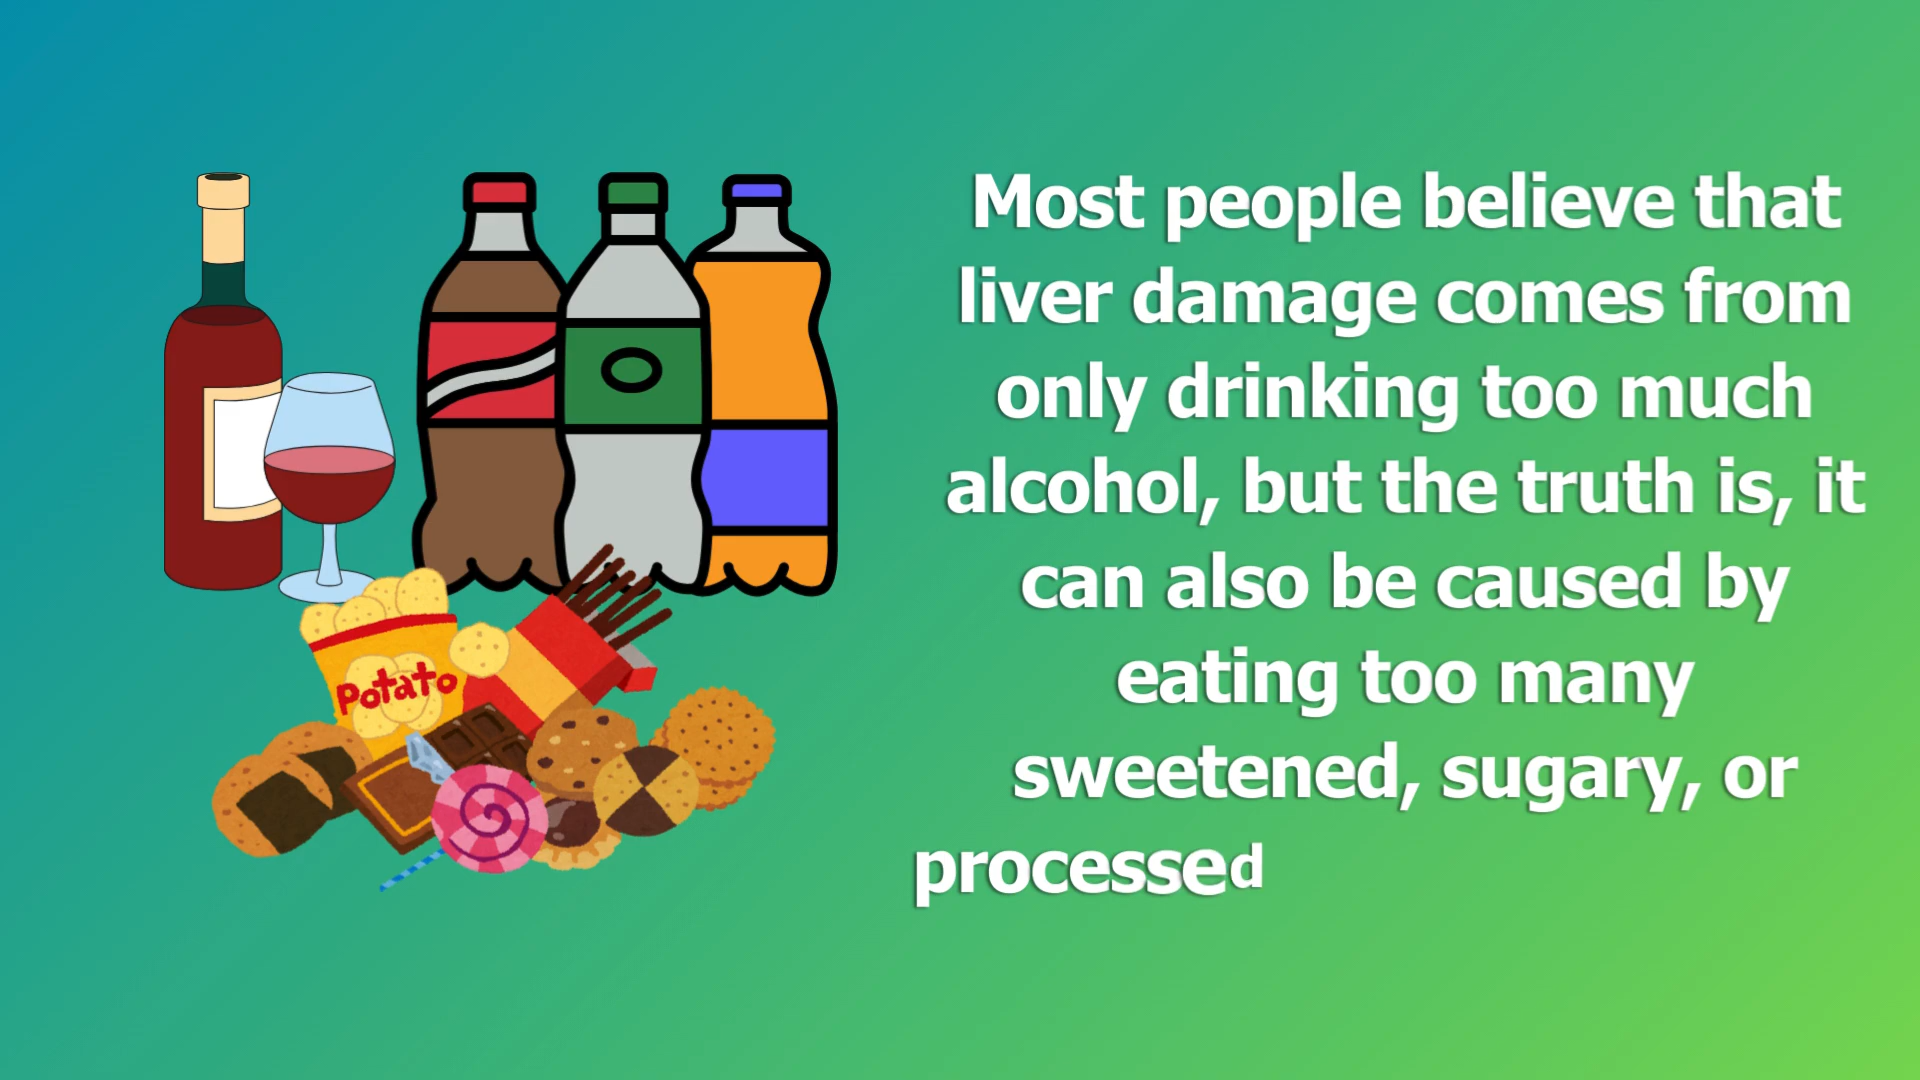 Most people believe that
liver damage comes from
only drinking too much
alcohol, but the truth is, it
can also be caused by
eating too many
sweetened, sugary, or
processed
Potato